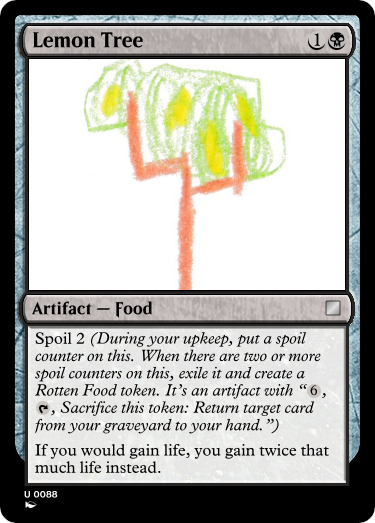 Lemon Tree 1
Artifact — Food
Spoil 2 (During your upkeep, put a spoil
counter on this. When there are two or more
spoil counters on this, exile it and create a
Rotten Food token. It's an artifact with “6,
, Sacrifice this token: Return target card
from your graveyard to your hand.”)
If you would gain life, you gain twice that
much life instead.
U 0088